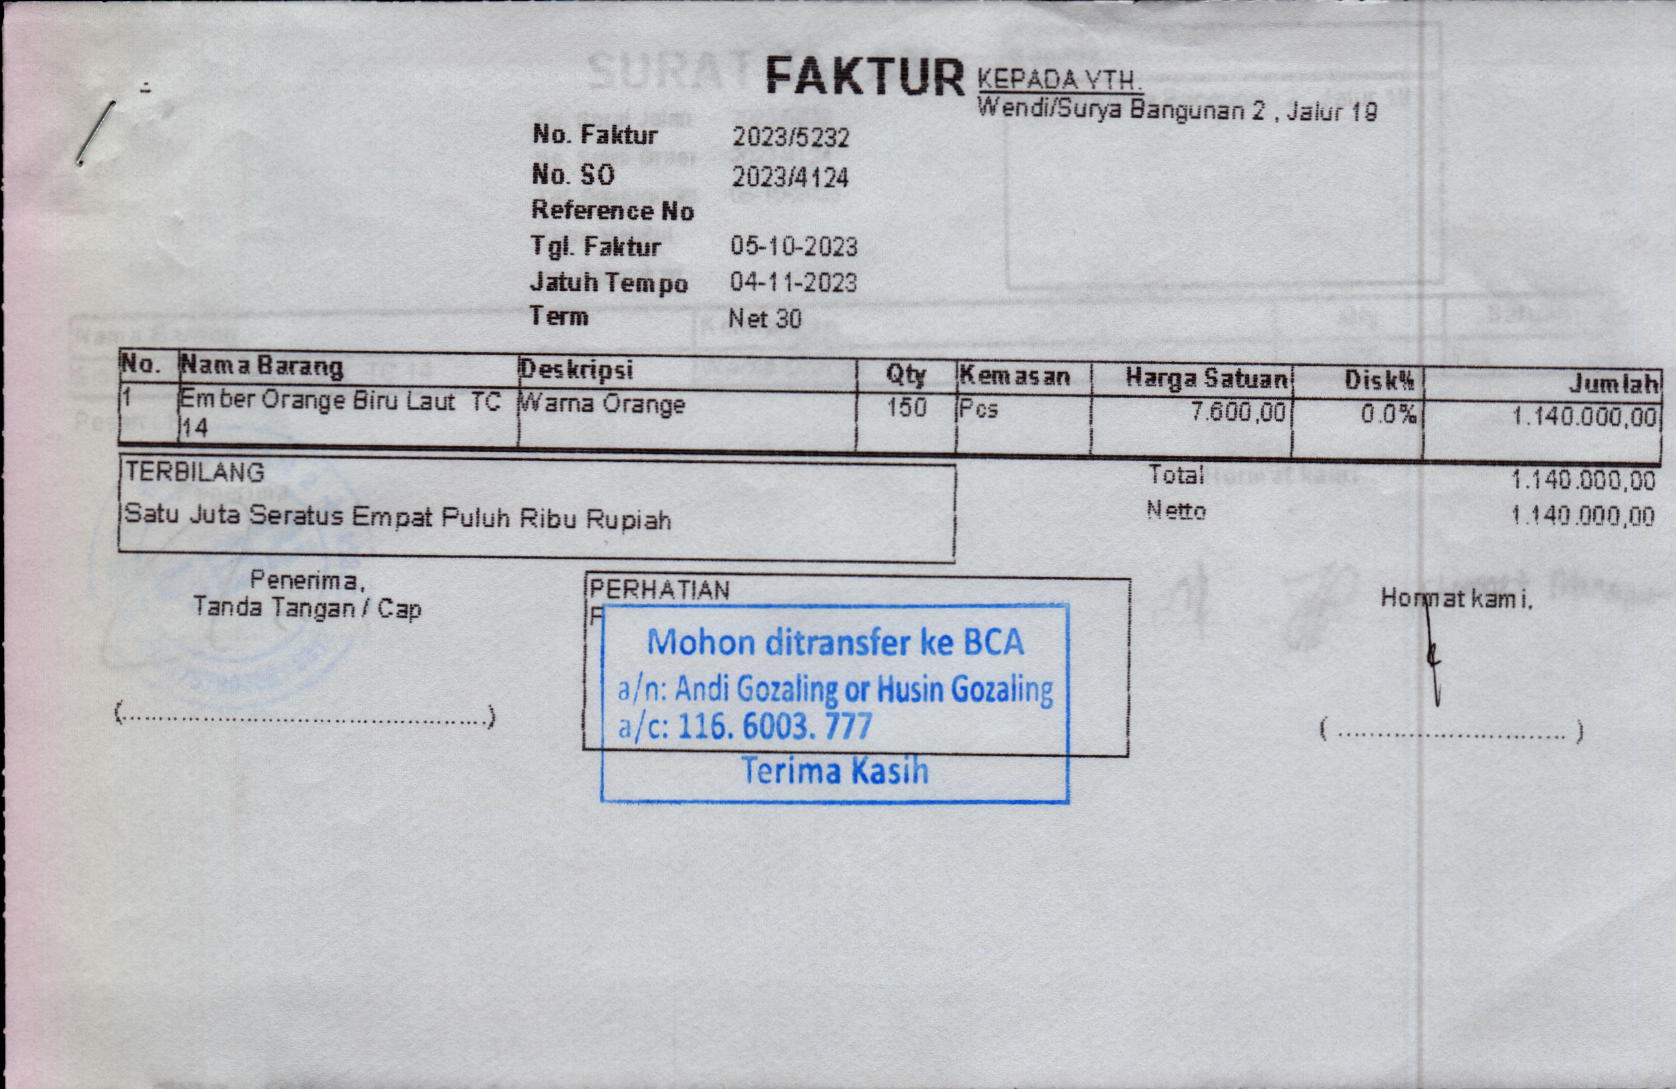 FAKTUR
KEPADA YTH.
Wendi/Surya Bangunan 2 , Jalur 19
No. Faktur 2023/5232
No. SO 2023/4124
Reference No
Tgl. Faktur 05-10-2023
Jatuh Tempo 04-11-2023
Term Net 30
No. Nama Barang Deskripsi Qty Kemasan Harga Satuan Disk% Jumlah
1 Ember Orange Biru Laut TC Warna Orange 150 Pcs 7.600,00 0.0% 1.140.000,00
14
TERBILANG
Satu Juta Seratus Empat Puluh Ribu Rupiah
Total 1.140.000,00
Netto 1.140.000,00
Penerima,
Tanda Tangan / Cap
(................................................)
PERHATIAN
Mohon ditransfer ke BCA
a/n: Andi Gozaling or Husin Gozaling
a/c: 116. 6003. 777
Terima Kasih
Hormat kami,
( ............................. )